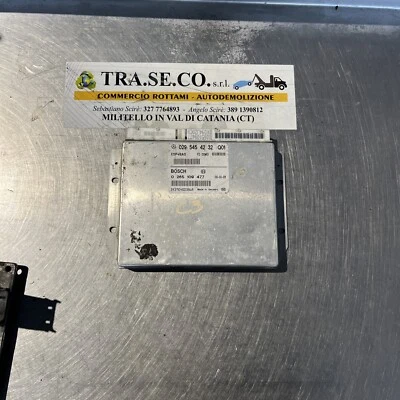 TRA.SE.CO. s.r.l.
COMMERCIO ROTTAMI - AUTODEMOLIZIONE
Sebastiano Scirè: 327 7764893 - Angelo Scirè: 389 1390812
MILITELLO IN VAL DI CATANIA (CT)
029 545 42 32 Q01
BOSCH
0 265 109 477